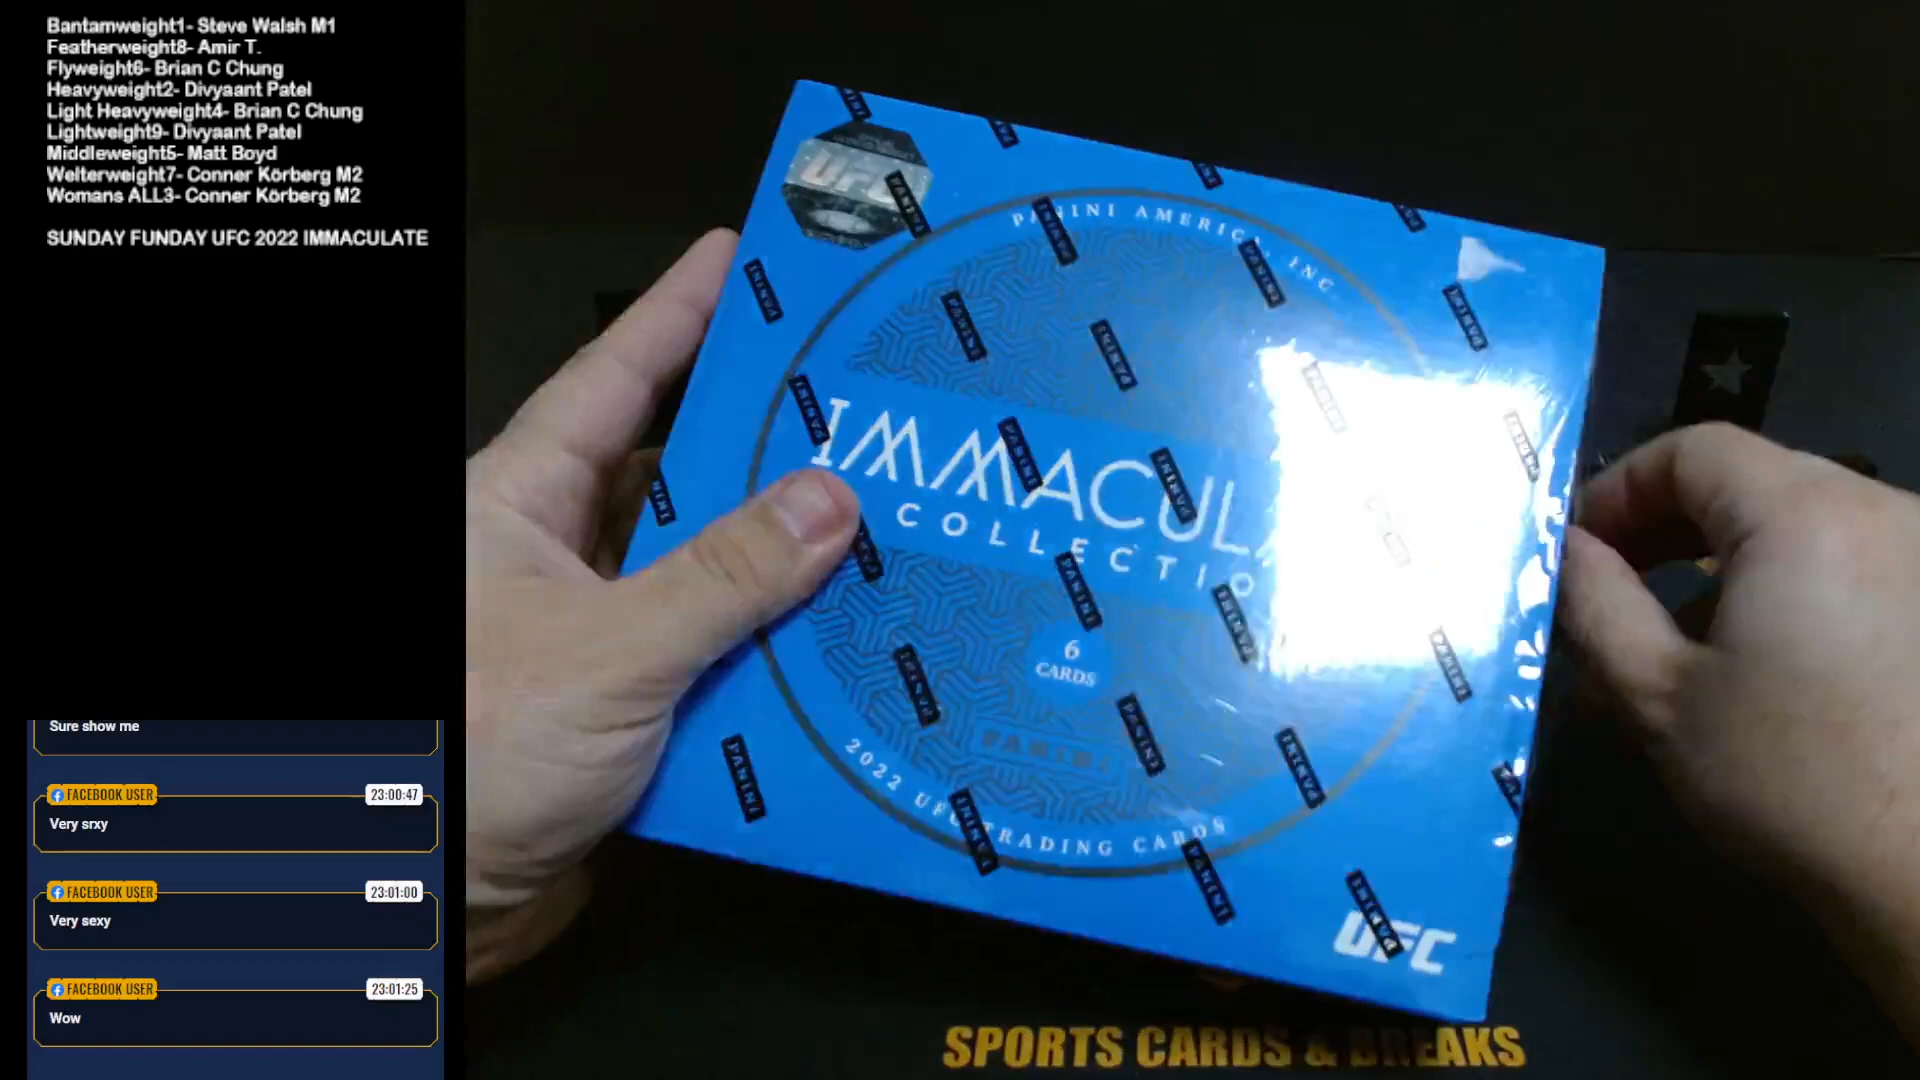 Bantamweight1- Steve Walsh M1
Featherweight8- Amir T.
Flyweight6- Brian C Chung
Heavyweight2- Divyaant Patel
Light Heavyweight4- Brian C Chung
Lightweight9- Divyaant Patel
Middleweight5- Matt Boyd
Welterweight7- Conner Körberg M2
Womans ALL3- Conner Körberg M2
SUNDAY FUNDAY UFC 2022 IMMACULATE
Sure show me
FACEBOOK USER 23:00:47
Very srxy
FACEBOOK USER 23:01:00
Very sexy
FACEBOOK USER 23:01:25
Wow
UFC
PANINI AMERICA, INC.
IMMACUL
COLLECTIO
6
CARDS
PANINI
2022 UFC TRADING CARDS
UFC
SPORTS CARDS & BREAKS